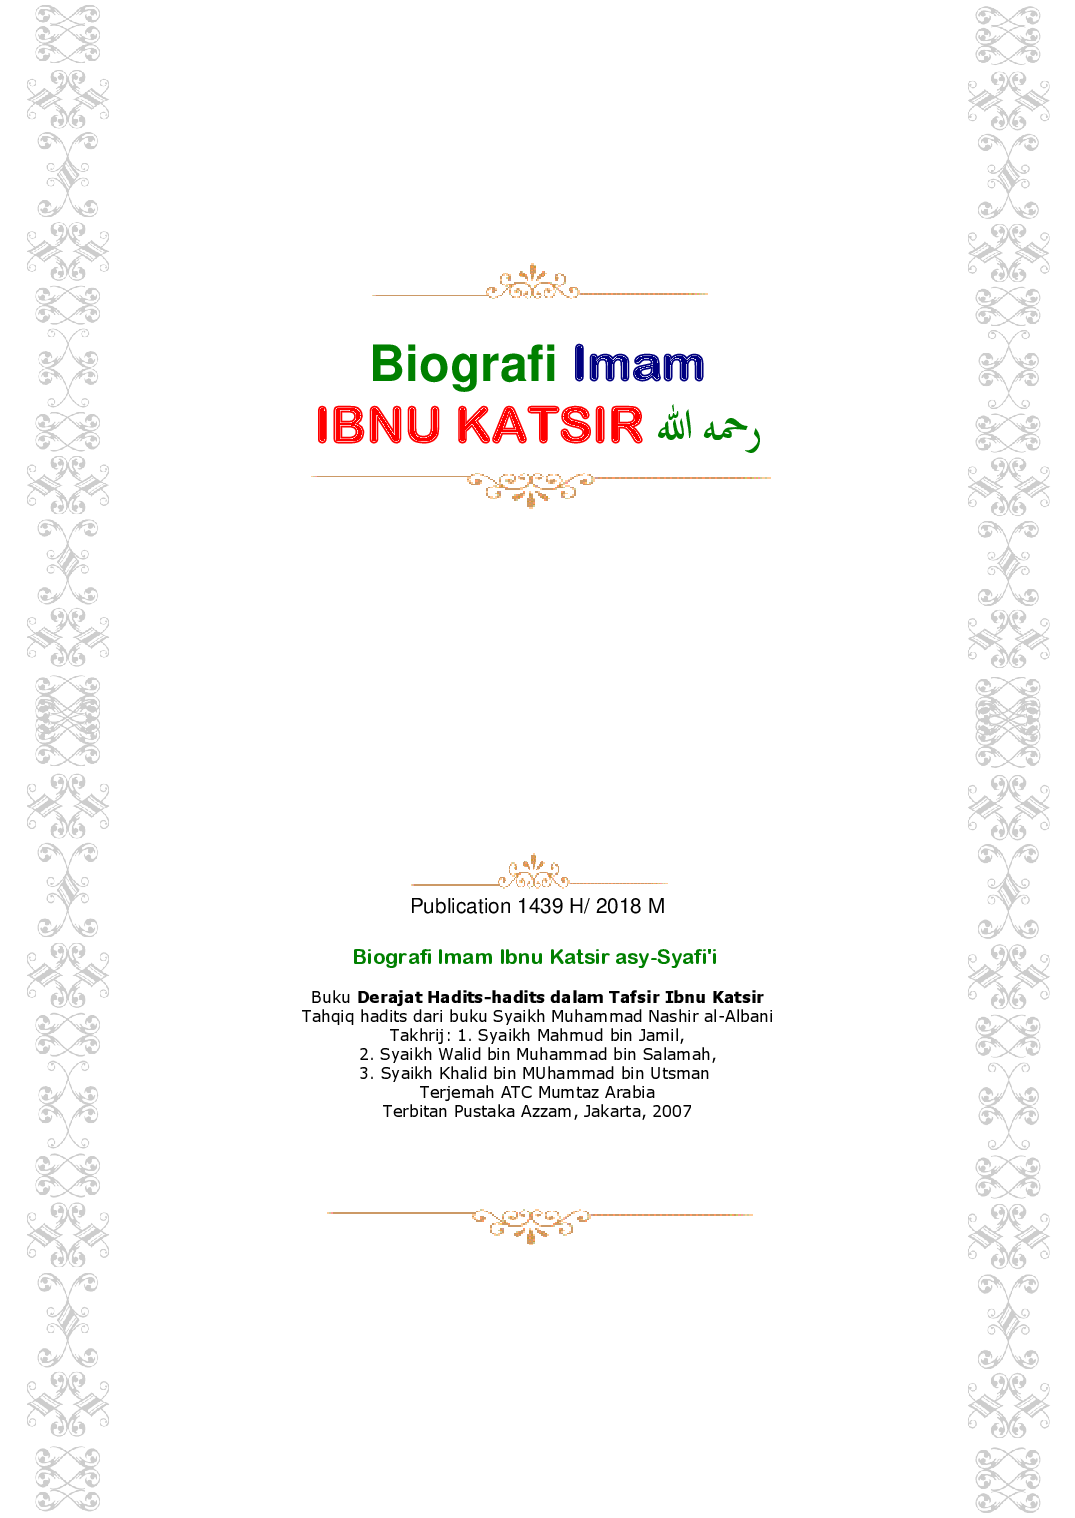 Biografi Imam
IBNU KATSIR رحمه الله
Publication 1439 H/ 2018 M
Biografi Imam Ibnu Katsir asy-Syafi'i
Buku Derajat Hadits-hadits dalam Tafsir Ibnu Katsir
Tahqiq hadits dari buku Syaikh Muhammad Nashir al-Albani
Takhrij: 1. Syaikh Mahmud bin Jamil,
2. Syaikh Walid bin Muhammad bin Salamah,
3. Syaikh Khalid bin MUhammad bin Utsman
Terjemah ATC Mumtaz Arabia
Terbitan Pustaka Azzam, Jakarta, 2007